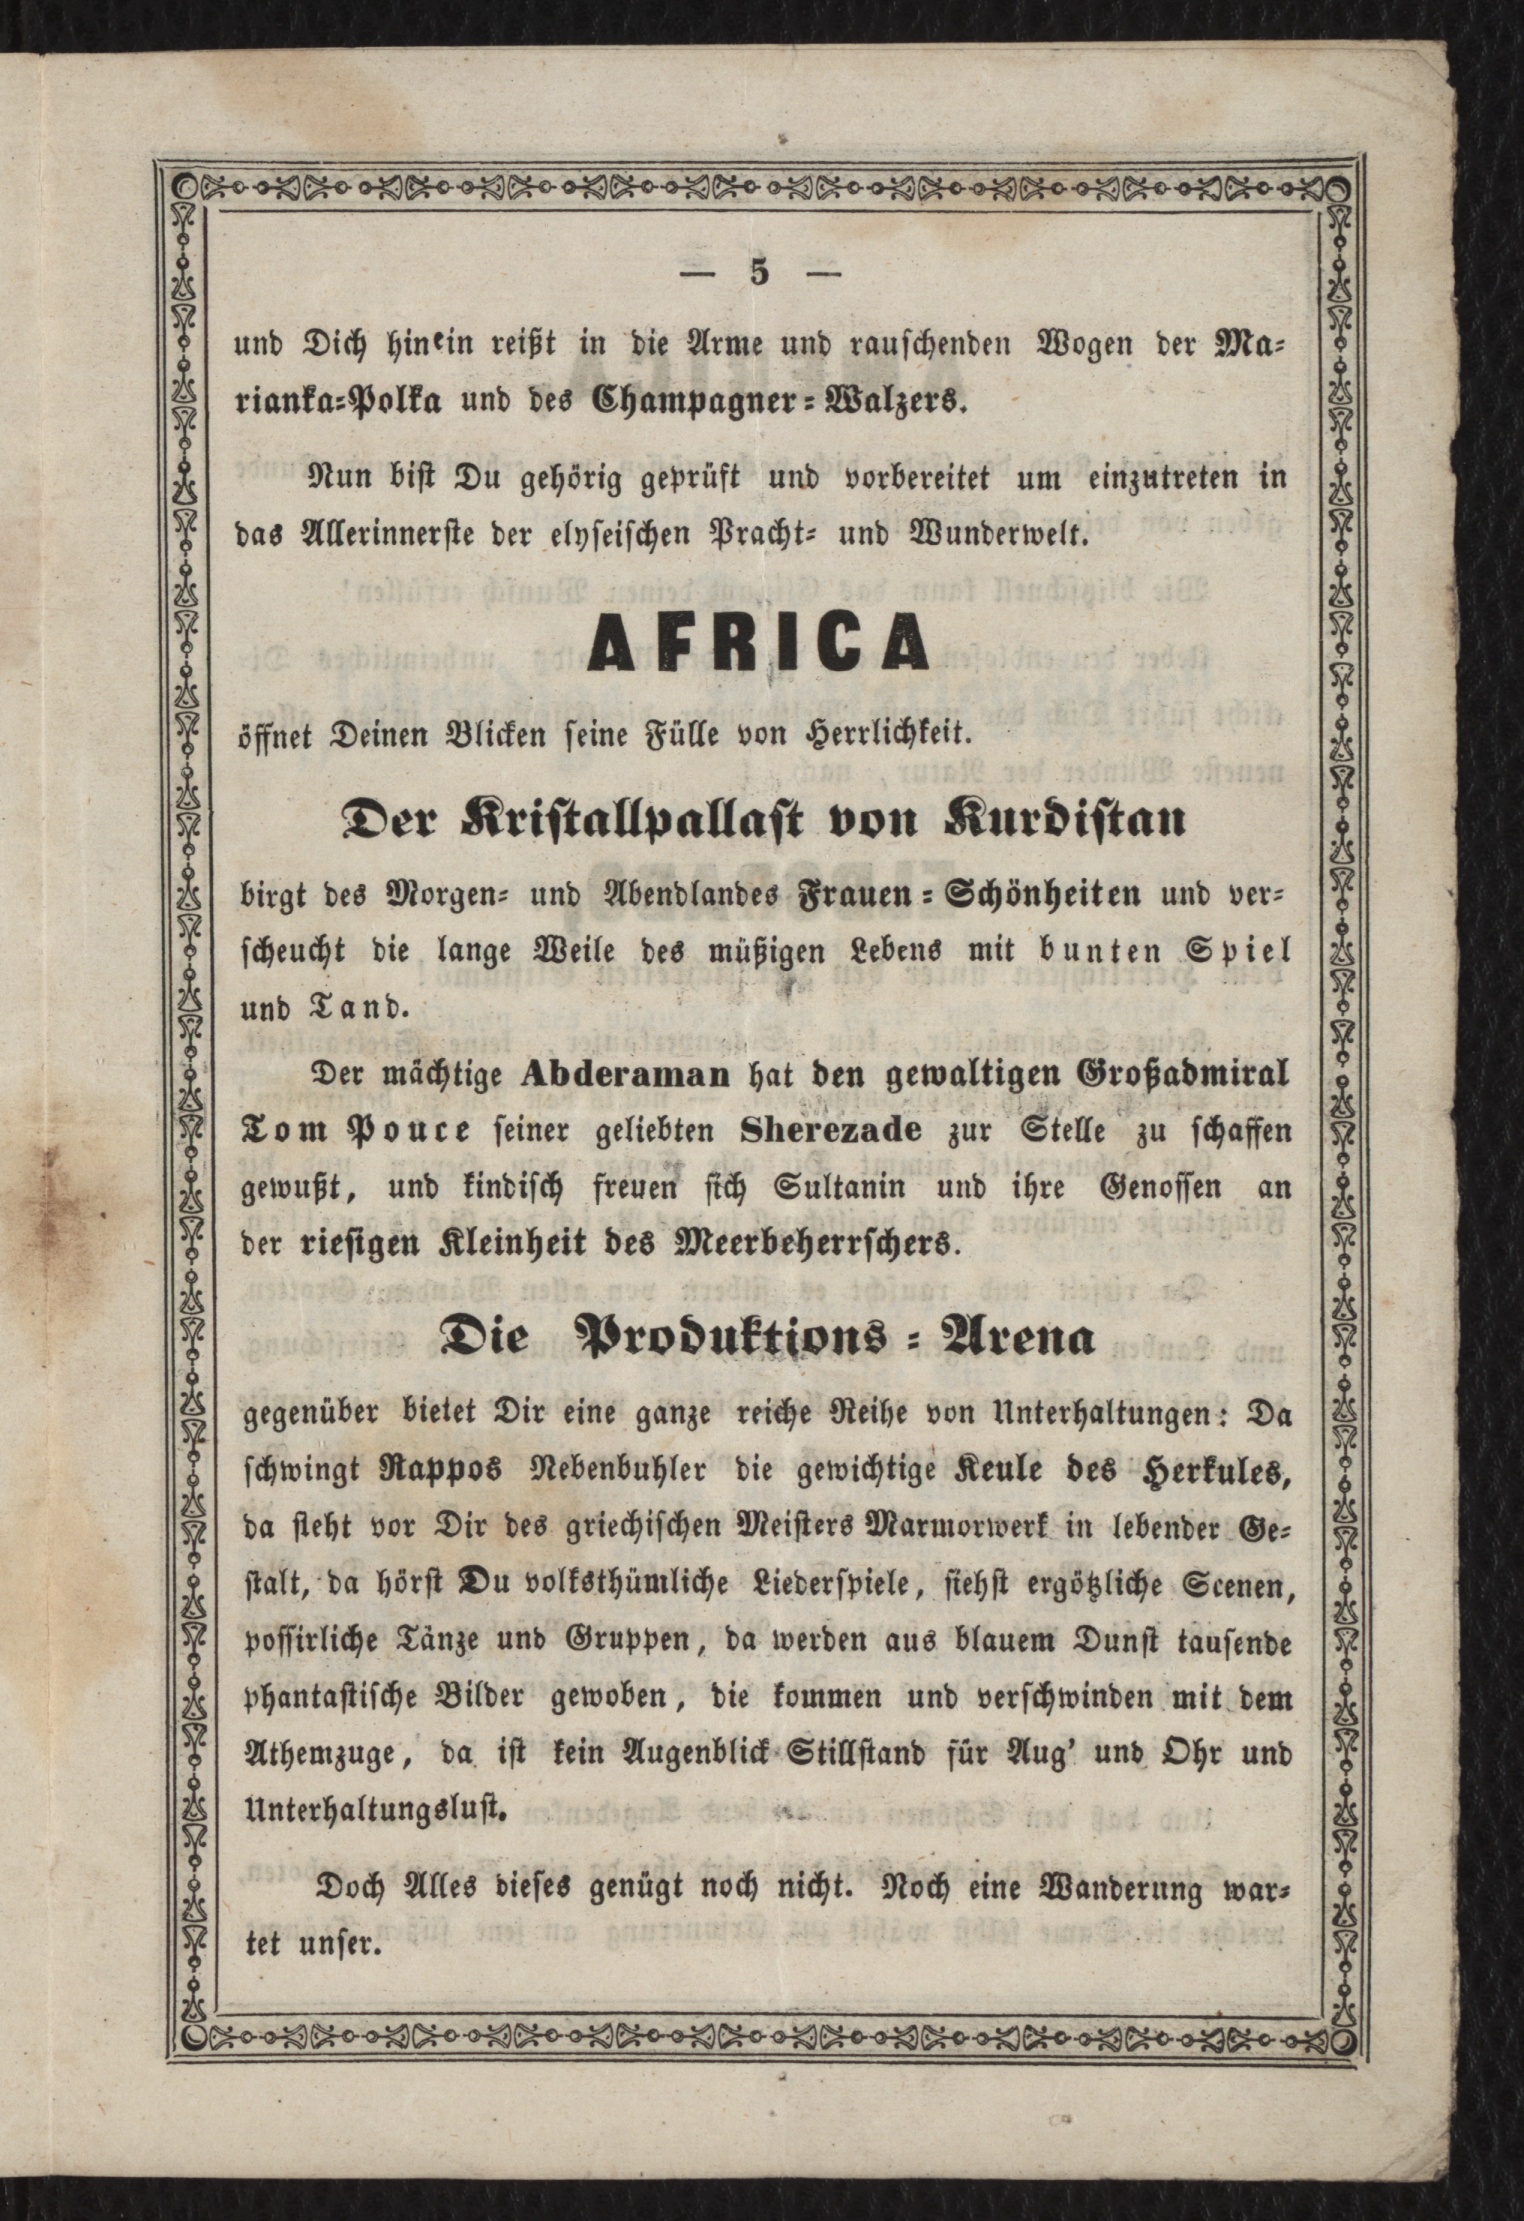 — 5 —
und Dich hinein reißt in die Arme und rauschenden Wogen der Ma-
rianka-Polka und des Champagner-Walzers.
Nun bist Du gehörig geprüft und vorbereitet um einzutreten in
das Allerinnerste der elyseischen Pracht- und Wunderwelt.
AFRICA
öffnet Deinen Blicken seine Fülle von Herrlichkeit.
Der Kristallpallast von Kurdistan
birgt des Morgen- und Abendlandes Frauen-Schönheiten und ver-
scheucht die lange Weile des müßigen Lebens mit bunten Spiel
und Tand.
Der mächtige Abderaman hat den gewaltigen Großadmiral
Tom Pouce seiner geliebten Sherezade zur Stelle zu schaffen
gewußt, und kindisch freuen sich Sultanin und ihre Genossen an
der riesigen Kleinheit des Meerbeherrschers.
Die Produktions-Arena
gegenüber bietet Dir eine ganze reiche Reihe von Unterhaltungen: Da
schwingt Rappos Nebenbuhler die gewichtige Keule des Herkules,
da steht vor Dir des griechischen Meisters Marmorwerk in lebender Ge-
stalt, da hörst Du volksthümliche Liederspiele, siehst ergötzliche Scenen,
possirliche Tänze und Gruppen, da werden aus blauem Dunst tausende
phantastische Bilder gewoben, die kommen und verschwinden mit dem
Athemzuge, da ist kein Augenblick Stillstand für Aug' und Ohr und
Unterhaltungslust.
Doch Alles dieses genügt noch nicht. Noch eine Wanderung war-
tet unser.